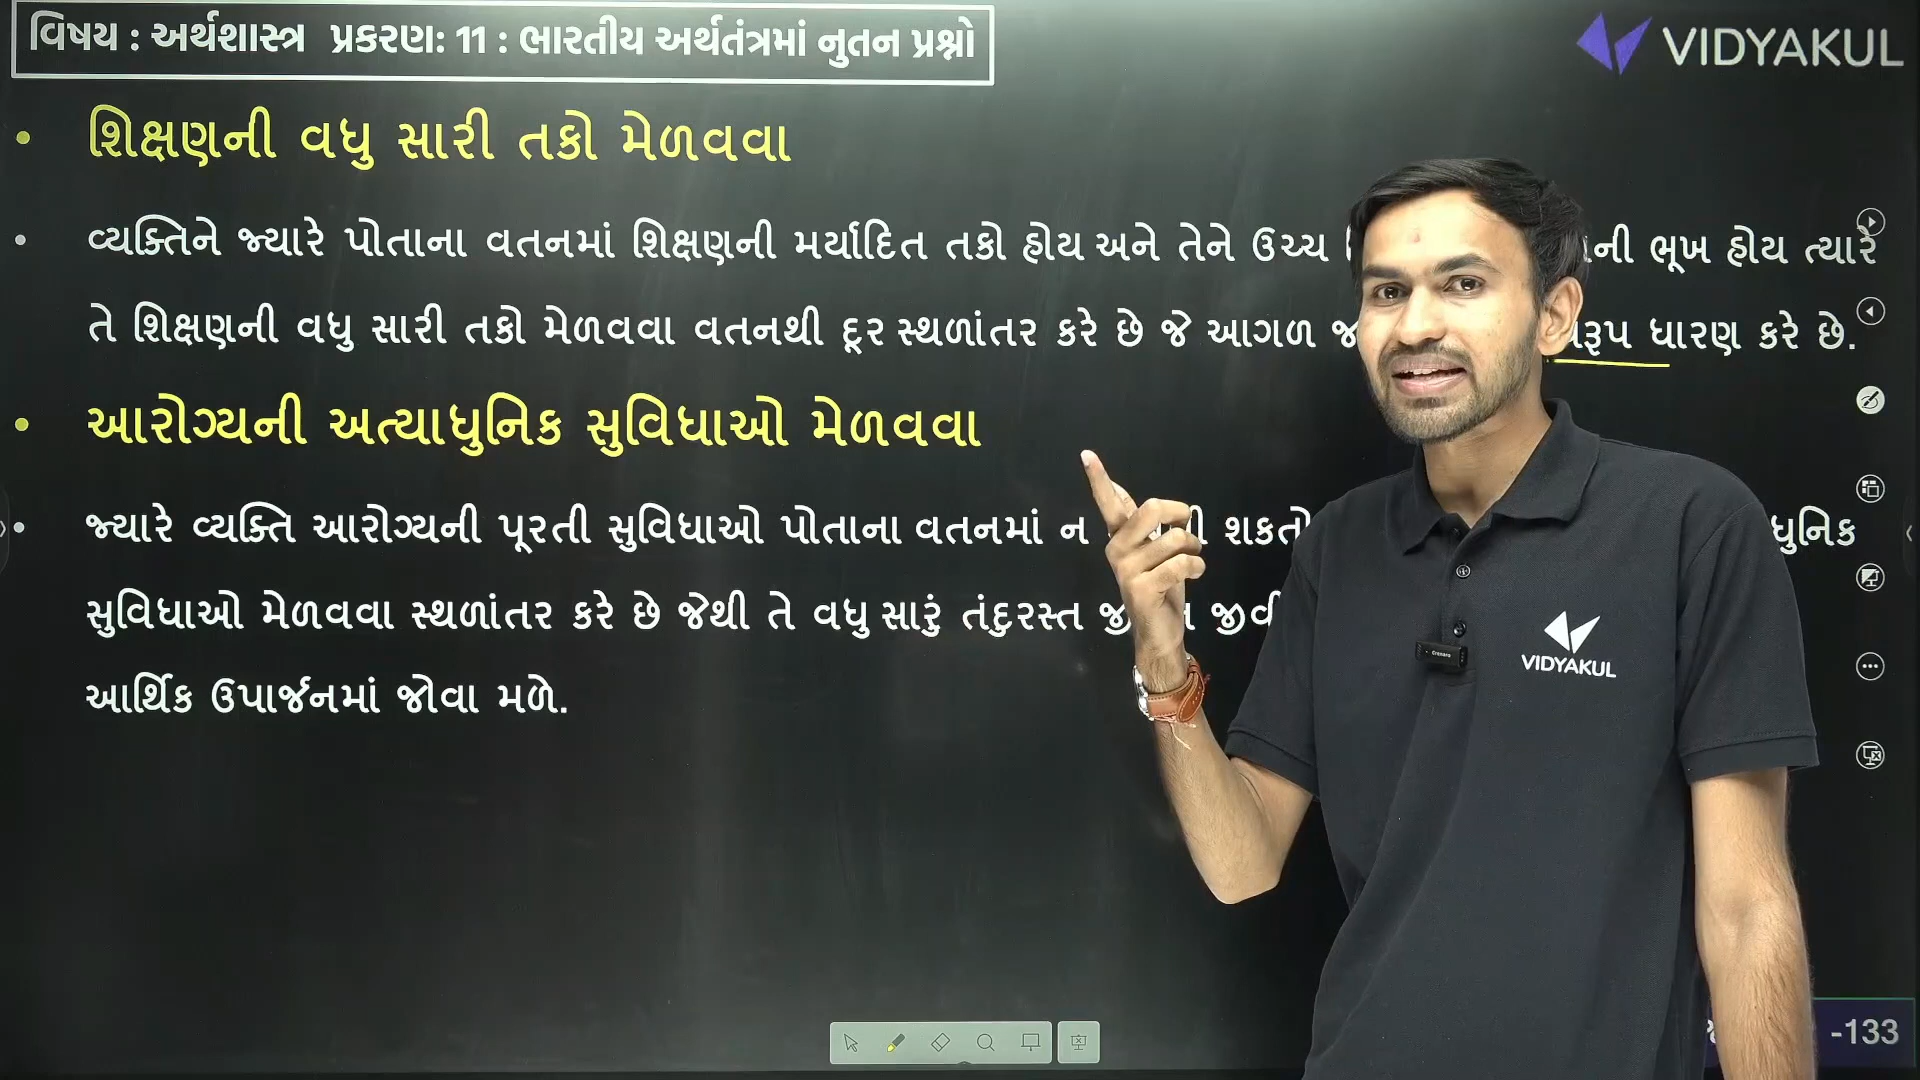 વિષય : અર્થશાસ્ત્ર પ્રકરણ: 11 : ભારતીય અર્થતંત્રમાં નુતન પ્રશ્નો
VIDYAKUL
• શિક્ષણની વધુ સારી તકો મેળવવા
• વ્યક્તિને જ્યારે પોતાના વતનમાં શિક્ષણની મર્યાદિત તકો હોય અને તેને ઉચ્ચ ની ભૂખ હોય ત્યારે
તે શિક્ષણની વધુ સારી તકો મેળવવા વતનથી દૂર સ્થળાંતર કરે છે જે આગળ ધારણ કરે છે.
• આરોગ્યની અત્યાધુનિક સુવિધાઓ મેળવવા
• જ્યારે વ્યક્તિ આરોગ્યની પૂરતી સુવિધાઓ પોતાના વતનમાં ન શકતો ધુનિક
સુવિધાઓ મેળવવા સ્થળાંતર કરે છે જેથી તે વધુ સારું તંદુરસ્ત
આર્થિક ઉપાર્જનમાં જોવા મળે.
VIDYAKUL
-133